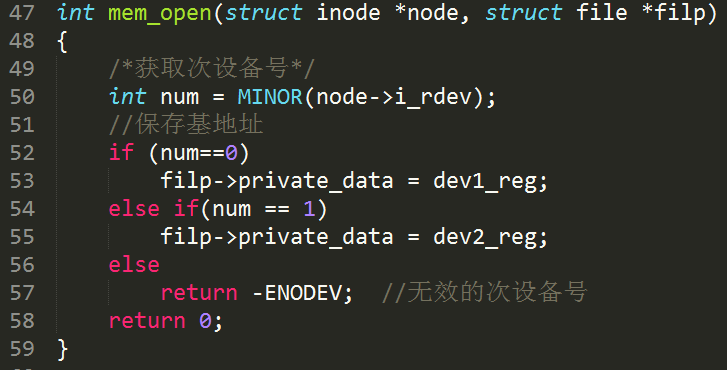 47 int mem_open(struct inode *node, struct file *filp)
48 {
49     /*获取次设备号*/
50     int num = MINOR(node->i_rdev);
51     //保存基地址
52     if (num==0)
53         filp->private_data = dev1_reg;
54     else if(num == 1)
55         filp->private_data = dev2_reg;
56     else
57         return -ENODEV;  //无效的次设备号
58     return 0;
59 }